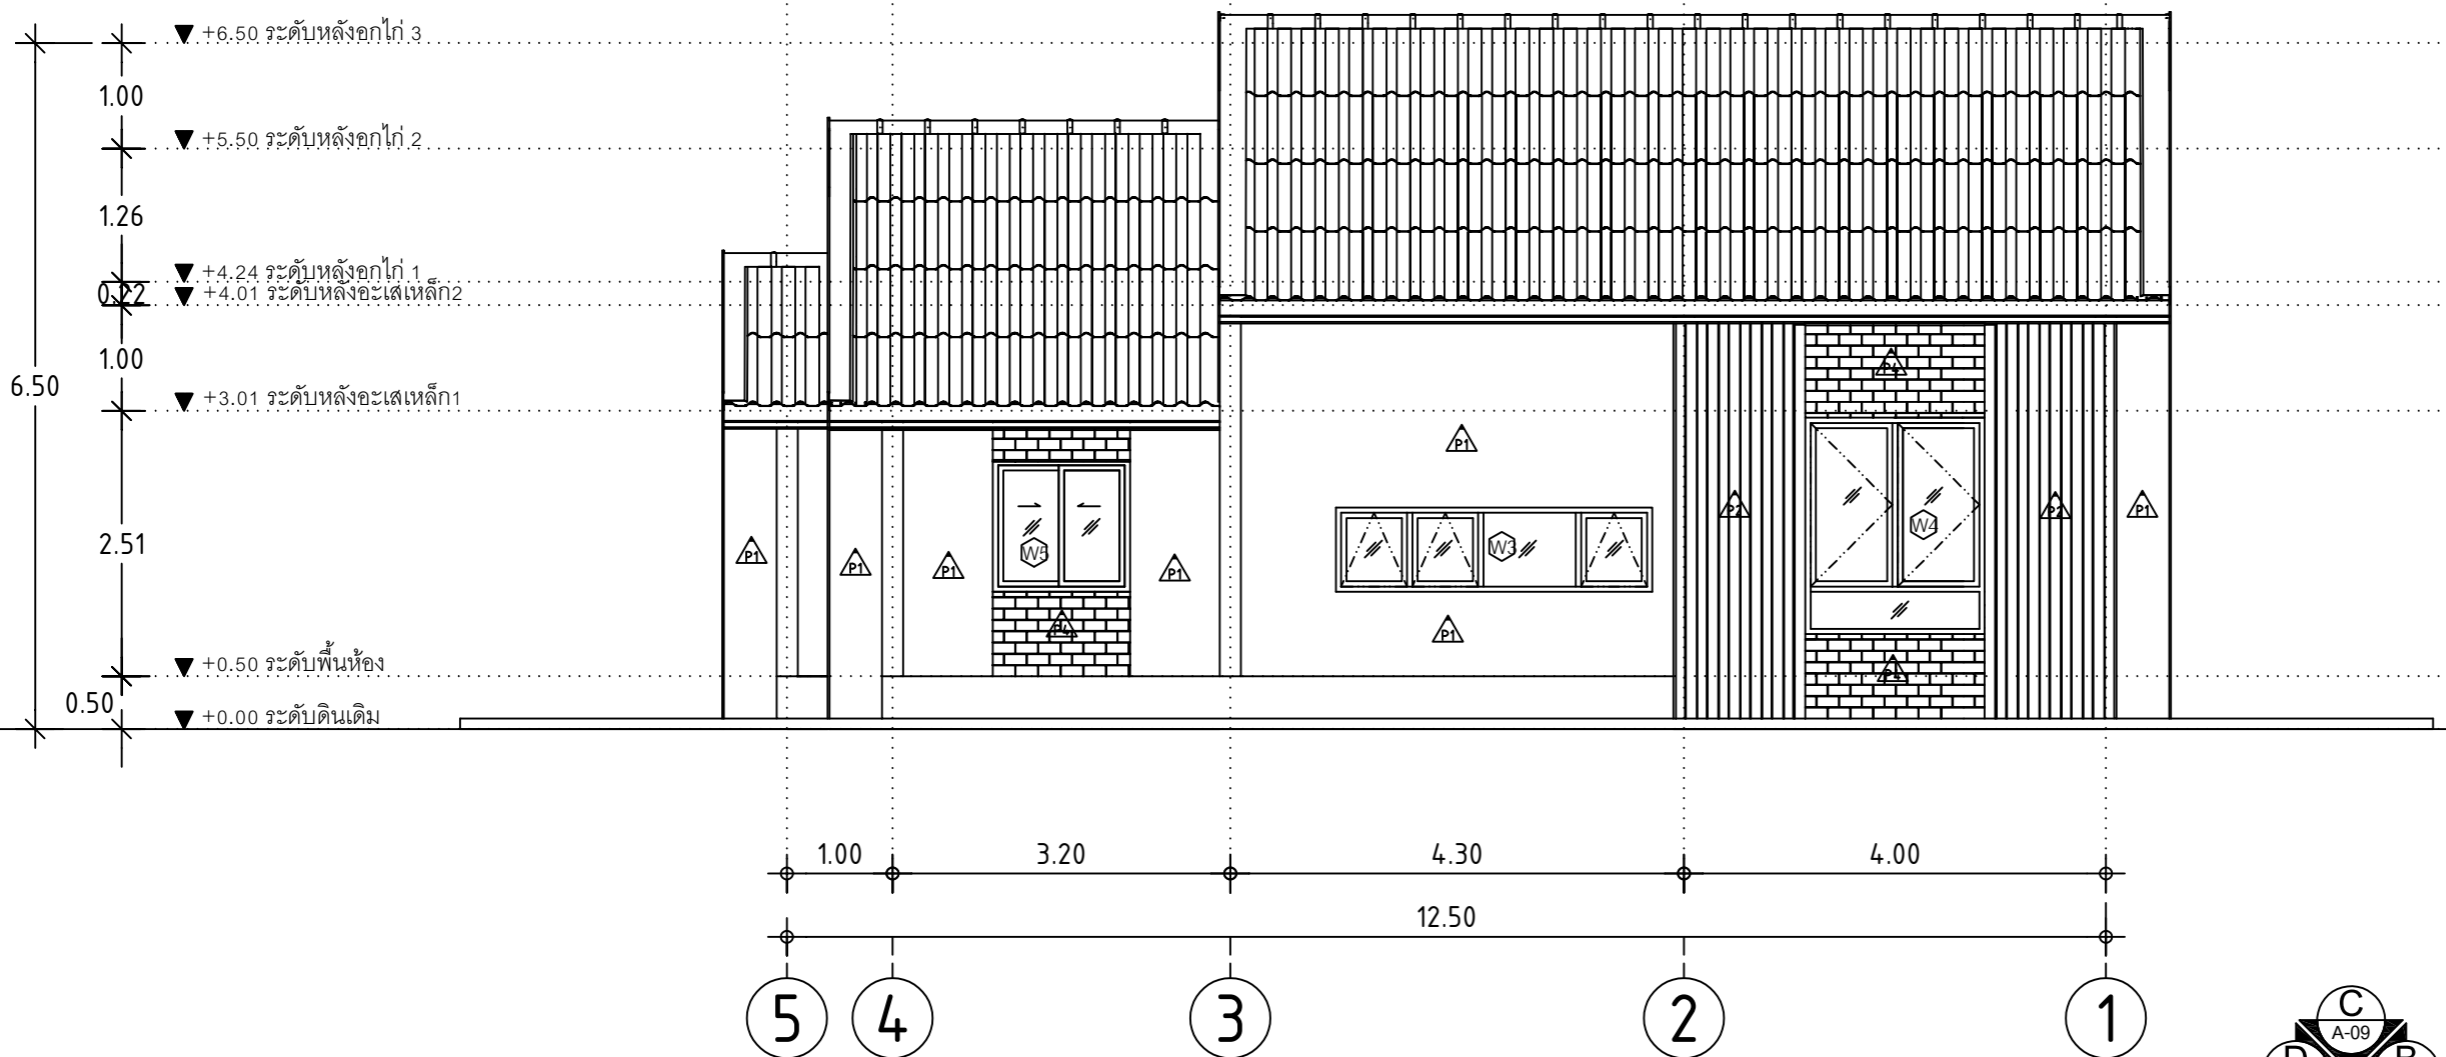 +6.50 ระดับหลังอกไก่ 3
1.00
+5.50 ระดับหลังอกไก่ 2
1.26
+4.24 ระดับหลังอกไก่ 1
0.22
+4.01 ระดับหลังอะเสเหล็ก2
1.00
6.50
+3.01 ระดับหลังอะเสเหล็ก1
2.51
+0.50 ระดับพื้นห้อง
0.50
+0.00 ระดับดินเดิม
P4
P1
P2
W4
P2
P1
W5
W3
P1
P1
P1
P1
P4
P1
P4
1.00
3.20
4.30
4.00
12.50
5
4
3
2
1
C
A-09
D
B